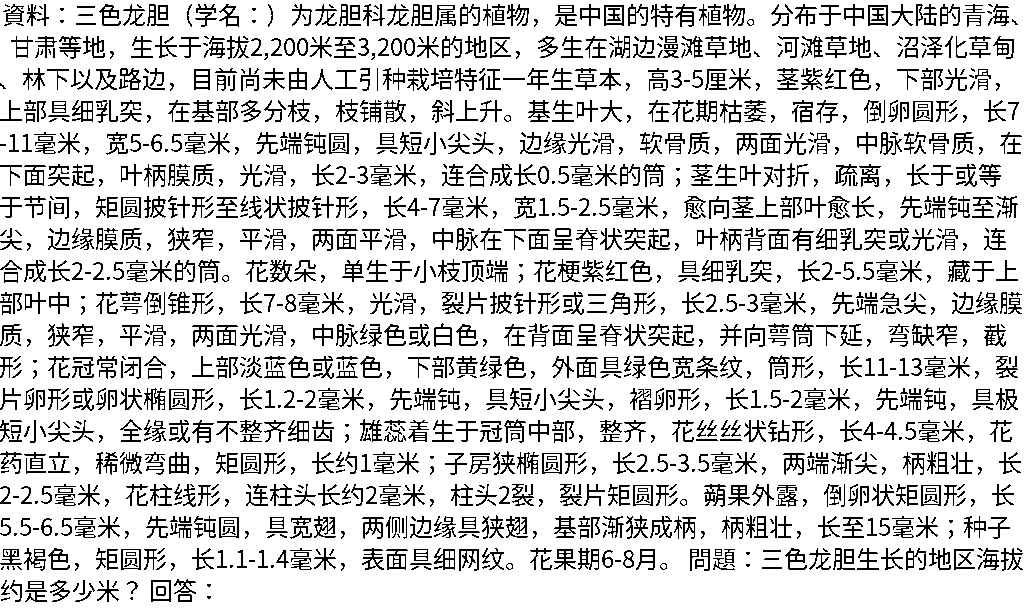 資料：三色龙胆（学名：）为龙胆科龙胆属的植物，是中国的特有植物。分布于中国大陆的青海、
甘肃等地，生长于海拔2,200米至3,200米的地区，多生在湖边漫滩草地、河滩草地、沼泽化草甸
、林下以及路边，目前尚未由人工引种栽培特征一年生草本，高3-5厘米，茎紫红色，下部光滑，
上部具细乳突，在基部多分枝，枝铺散，斜上升。基生叶大，在花期枯萎，宿存，倒卵圆形，长7
-11毫米，宽5-6.5毫米，先端钝圆，具短小尖头，边缘光滑，软骨质，两面光滑，中脉软骨质，在
下面突起，叶柄膜质，光滑，长2-3毫米，连合成长0.5毫米的筒；茎生叶对折，疏离，长于或等
于节间，矩圆披针形至线状披针形，长4-7毫米，宽1.5-2.5毫米，愈向茎上部叶愈长，先端钝至渐
尖，边缘膜质，狭窄，平滑，两面平滑，中脉在下面呈脊状突起，叶柄背面有细乳突或光滑，连
合成长2-2.5毫米的筒。花数朵，单生于小枝顶端；花梗紫红色，具细乳突，长2-5.5毫米，藏于上
部叶中；花萼倒锥形，长7-8毫米，光滑，裂片披针形或三角形，长2.5-3毫米，先端急尖，边缘膜
质，狭窄，平滑，两面光滑，中脉绿色或白色，在背面呈脊状突起，并向萼筒下延，弯缺窄，截
形；花冠常闭合，上部淡蓝色或蓝色，下部黄绿色，外面具绿色宽条纹，筒形，长11-13毫米，裂
片卵形或卵状椭圆形，长1.2-2毫米，先端钝，具短小尖头，褶卵形，长1.5-2毫米，先端钝，具极
短小尖头，全缘或有不整齐细齿；雄蕊着生于冠筒中部，整齐，花丝丝状钻形，长4-4.5毫米，花
药直立，稀微弯曲，矩圆形，长约1毫米；子房狭椭圆形，长2.5-3.5毫米，两端渐尖，柄粗壮，长
2-2.5毫米，花柱线形，连柱头长约2毫米，柱头2裂，裂片矩圆形。蒴果外露，倒卵状矩圆形，长
5.5-6.5毫米，先端钝圆，具宽翅，两侧边缘具狭翅，基部渐狭成柄，柄粗壮，长至15毫米；种子
黑褐色，矩圆形，长1.1-1.4毫米，表面具细网纹。花果期6-8月。 問題：三色龙胆生长的地区海拔
约是多少米？ 回答：